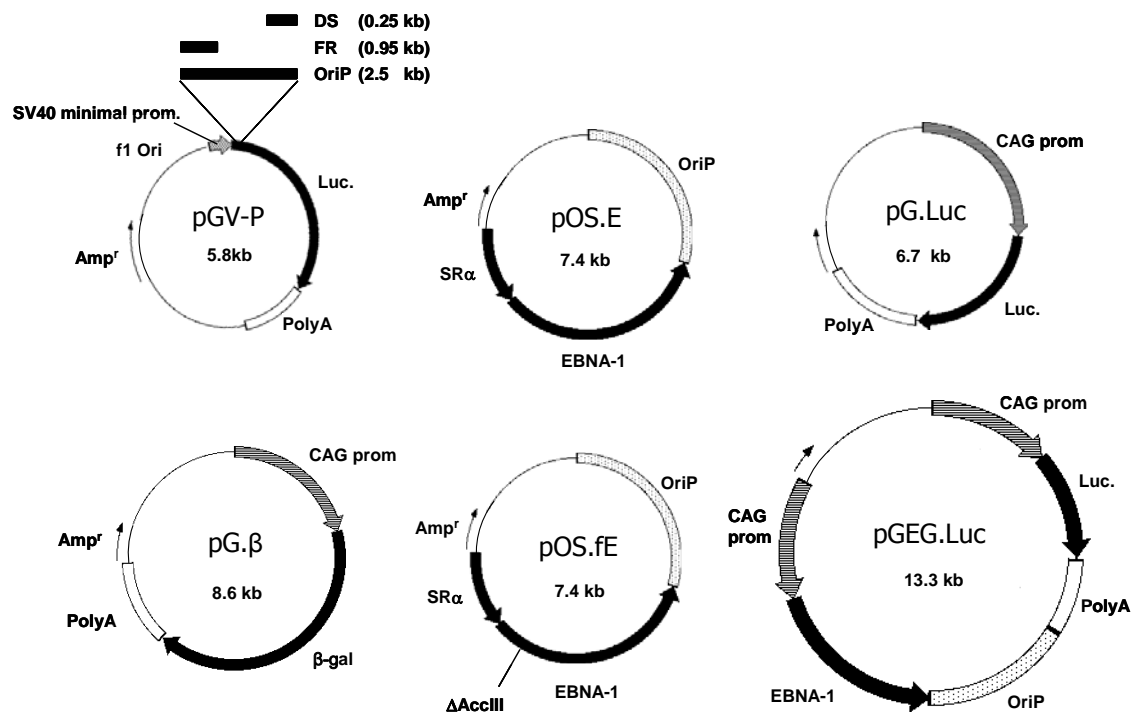 DS (0.25 kb)
FR (0.95 kb)
OriP (2.5 kb)
SV40 minimal prom.
f1 Ori
Luc.
pGV-P
5.8kb
Ampʳ
PolyA
OriP
Ampʳ
pOS.E
7.4 kb
SRα
EBNA-1
CAG prom
pG.Luc
6.7 kb
PolyA
Luc.
CAG prom
Ampʳ
pG.β
8.6 kb
PolyA
β-gal
OriP
Ampʳ
pOS.fE
7.4 kb
SRα
EBNA-1
ΔAccIII
CAG prom
Luc.
CAG prom
pGEG.Luc
13.3 kb
PolyA
OriP
EBNA-1